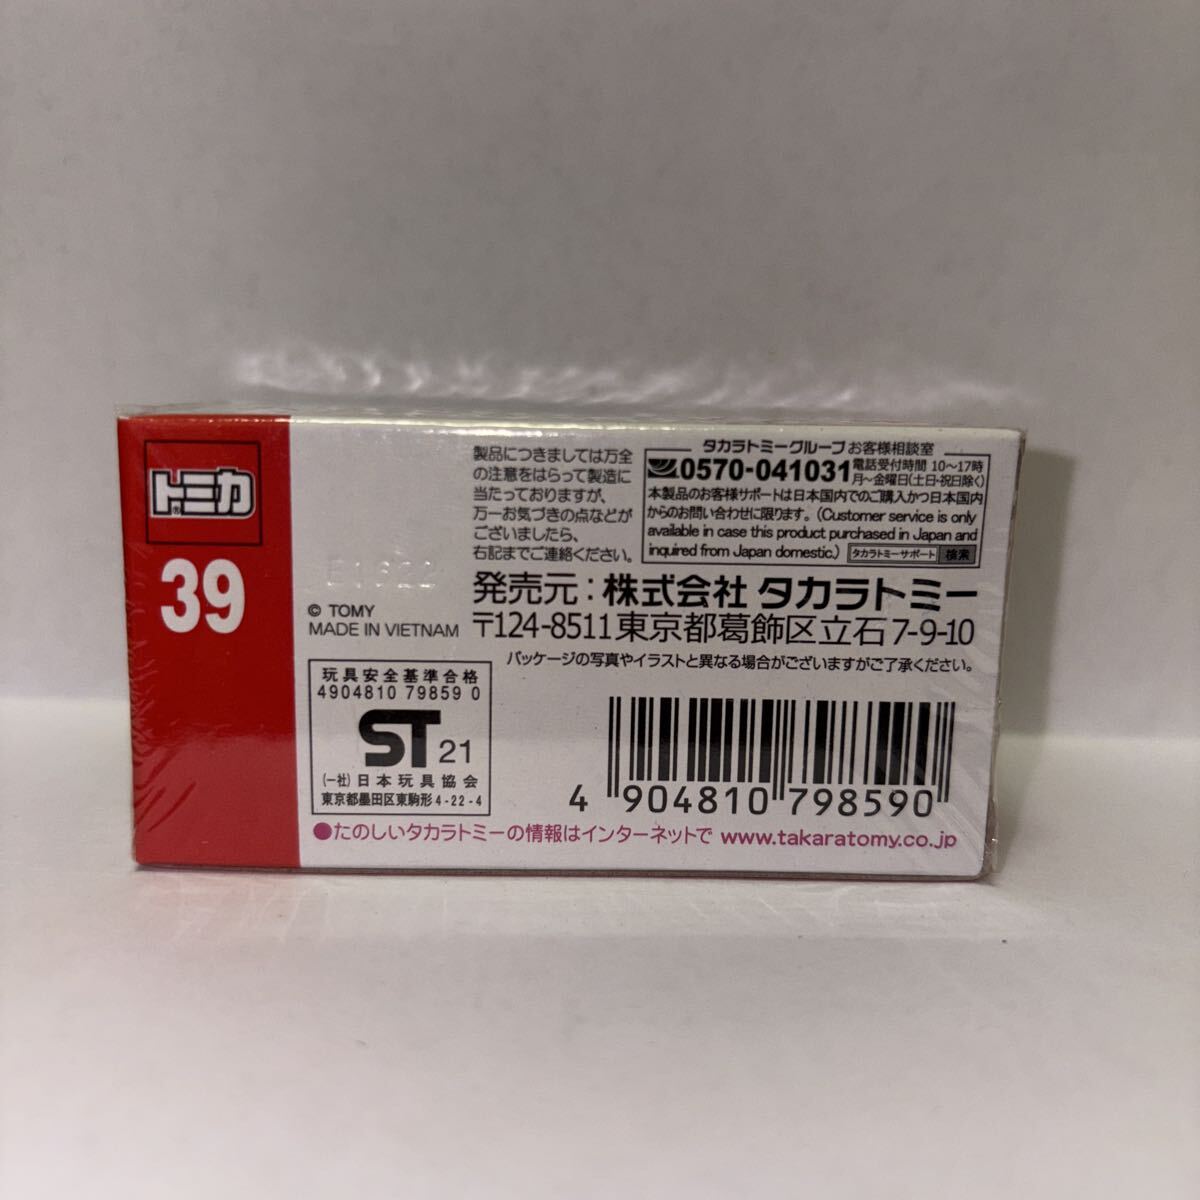 トミカ®
39
製品につきましては万全
の注意をはらって製造に
当たっておりますが、
万一お気づきの点などが
ございましたら、
右記までご連絡ください。
タカラトミーグループ お客様相談室
0570-041031
電話受付時間 10〜17時
月〜金曜日(土日・祝日除く)
本製品のお客様サポートは日本国内でのご購入かつ日本国内
からのお問い合わせに限ります。(Customer service is only
available in case this product purchased in Japan and
inquired from Japan domestic.) タカラトミーサポート 検索
© TOMY
MADE IN VIETNAM
発売元：株式会社 タカラトミー
〒124-8511東京都葛飾区立石7-9-10
パッケージの写真やイラストと異なる場合がございますがご了承ください。
玩具安全基準合格
4904810 79859 0
ST 21
(一社)日本玩具協会
東京都墨田区東駒形4-22-4
4 904810 798590
●たのしいタカラトミーの情報はインターネットで www.takaratomy.co.jp